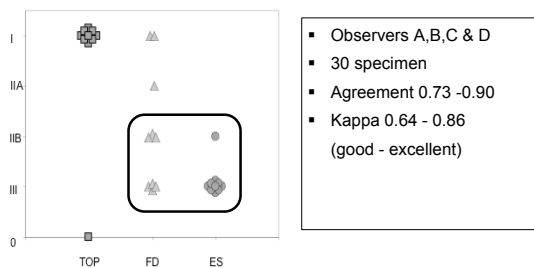 I
IIA
IIB
III
0
TOP FD ES
▪ Observers A,B,C & D
▪ 30 specimen
▪ Agreement 0.73 -0.90
▪ Kappa 0.64 - 0.86
(good - excellent)